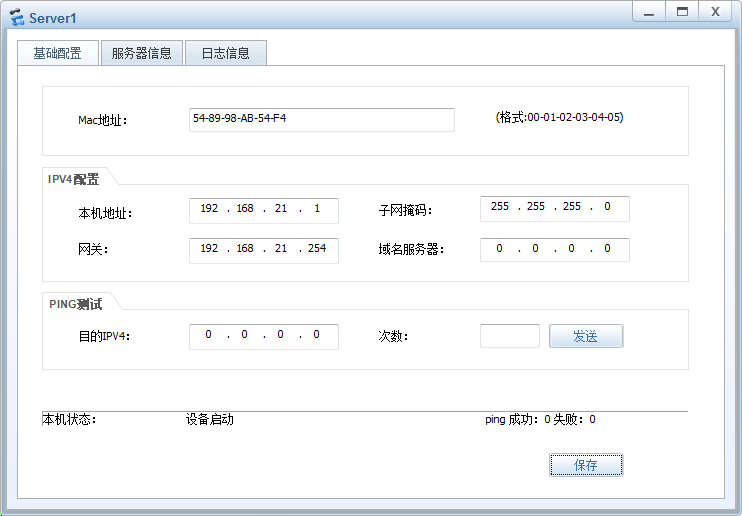 Server1
基础配置 服务器信息 日志信息
Mac地址： 54-89-98-AB-54-F4 (格式:00-01-02-03-04-05)
IPV4配置
本机地址： 192 . 168 . 21 . 1 子网掩码： 255 . 255 . 255 . 0
网关： 192 . 168 . 21 . 254 域名服务器： 0 . 0 . 0 . 0
PING测试
目的IPV4： 0 . 0 . 0 . 0 次数： 发送
本机状态： 设备启动 ping 成功：0 失败：0
保存